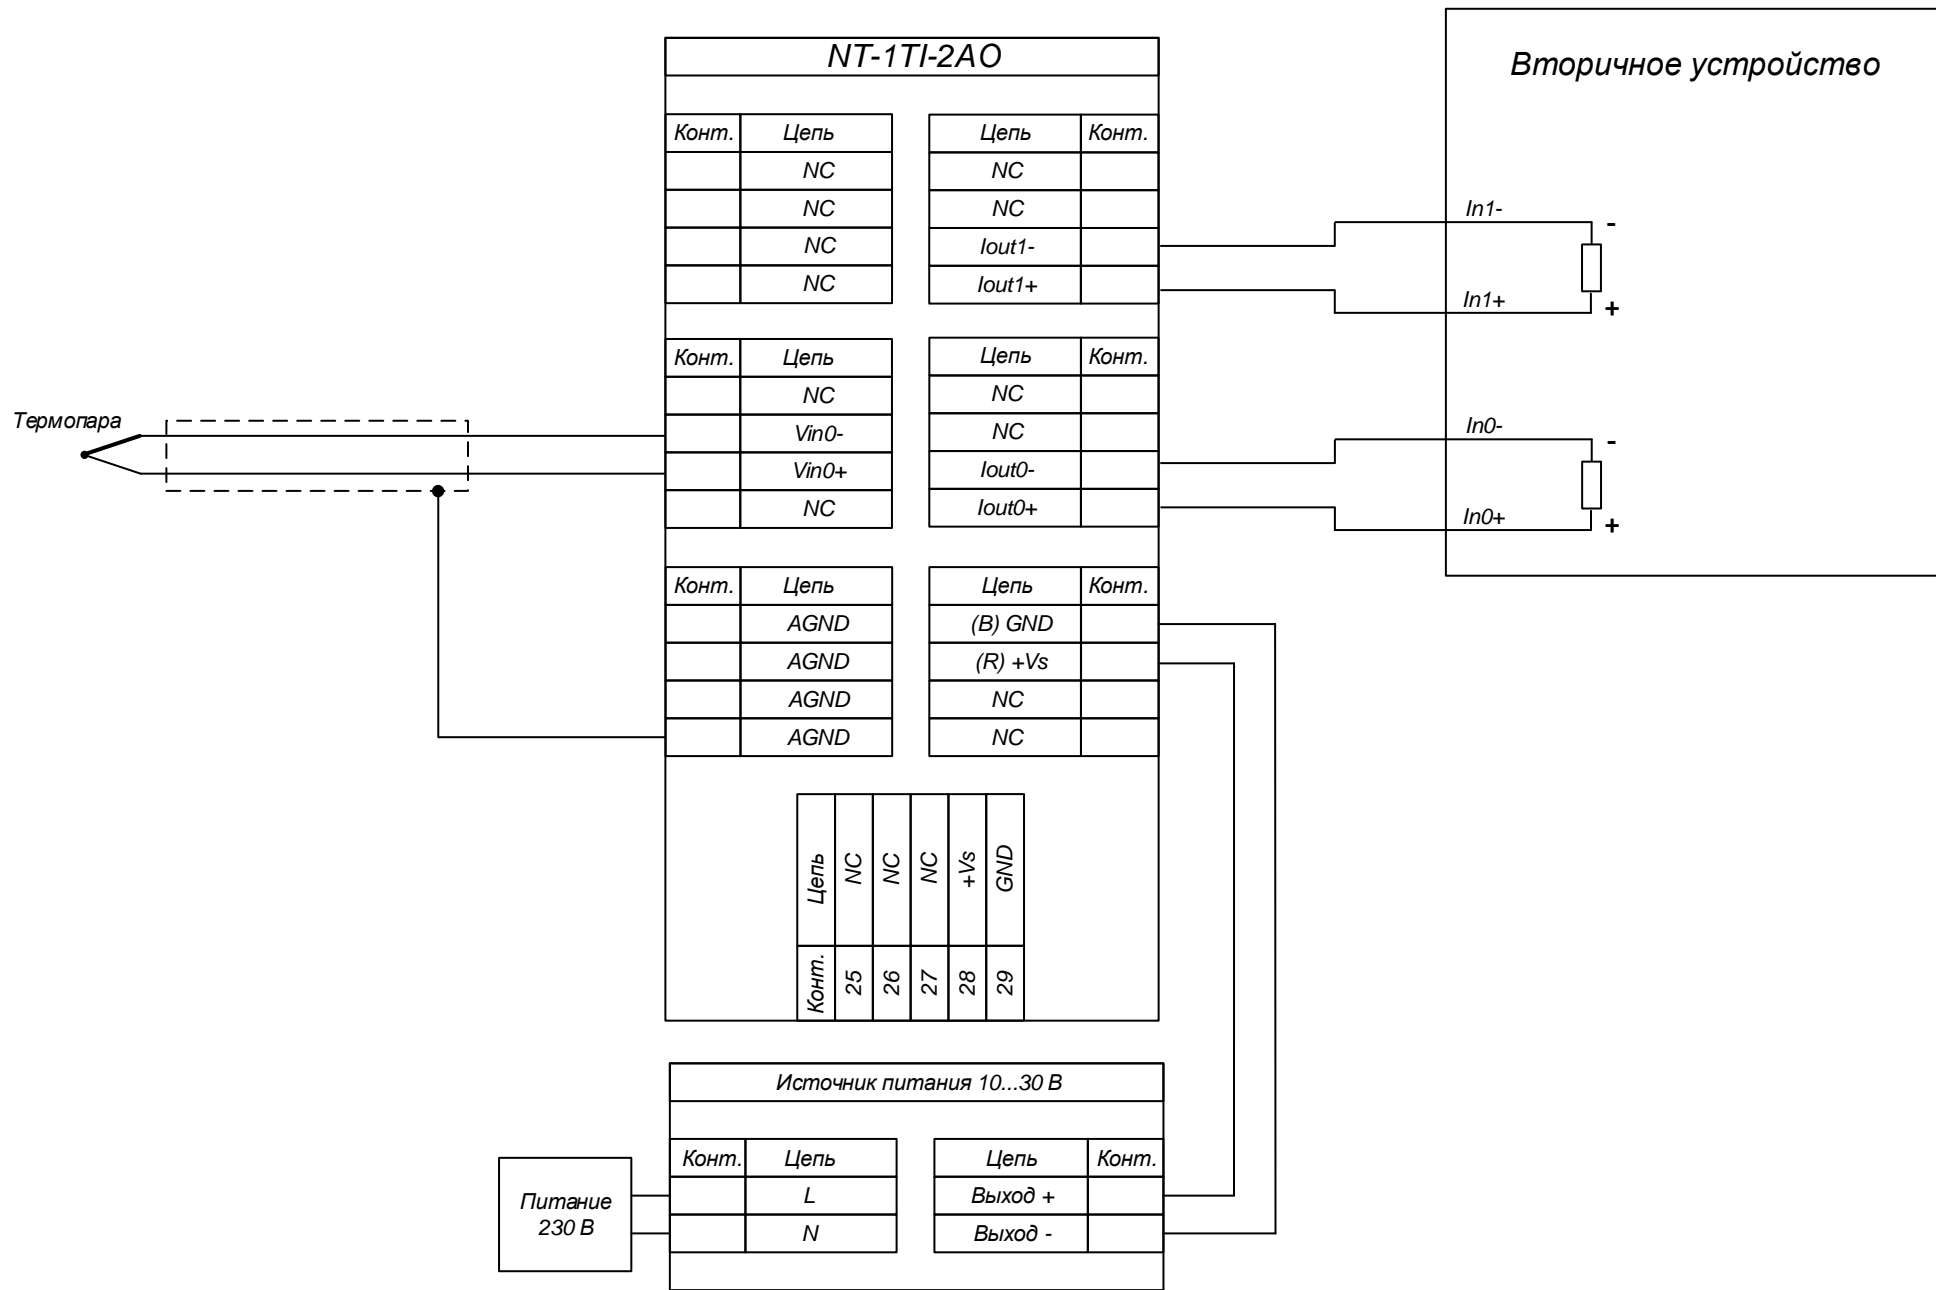 NT-1TI-2AO
Вторичное устройство
Конт. Цепь
NC
NC
NC
NC
Цепь Конт.
NC
NC
Iout1-
Iout1+
In1-
-
In1+
+
Термопара
Конт. Цепь
NC
Vin0-
Vin0+
NC
Цепь Конт.
NC
NC
Iout0-
Iout0+
In0-
-
In0+
+
Конт. Цепь
AGND
AGND
AGND
AGND
Цепь Конт.
(B) GND
(R) +Vs
NC
NC
Конт. Цепь
25 NC
26 NC
27 NC
28 +Vs
29 GND
Источник питания 10...30 В
Питание
230 В
Конт. Цепь
L
N
Цепь Конт.
Выход +
Выход -